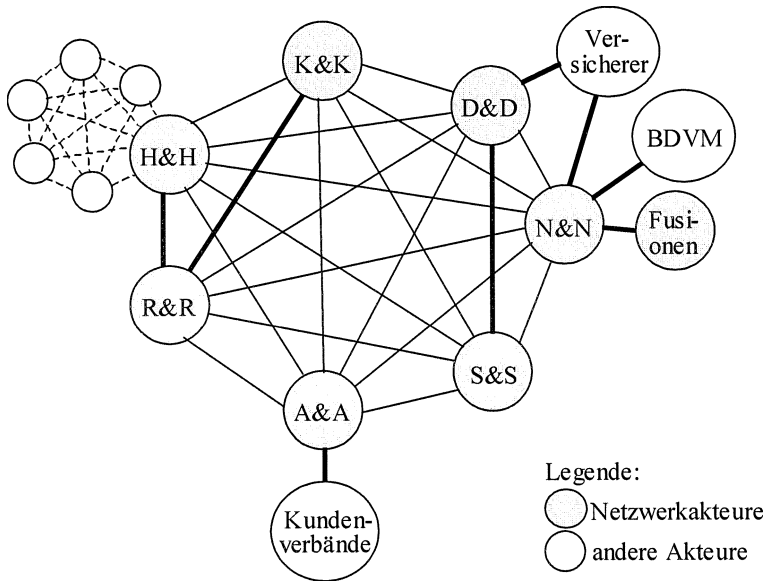 K&K
Ver-
sicherer
D&D
BDVM
H&H
N&N
Fusi-
onen
R&R
S&S
A&A
Kunden-
verbände
Legende:
Netzwerkakteure
andere Akteure